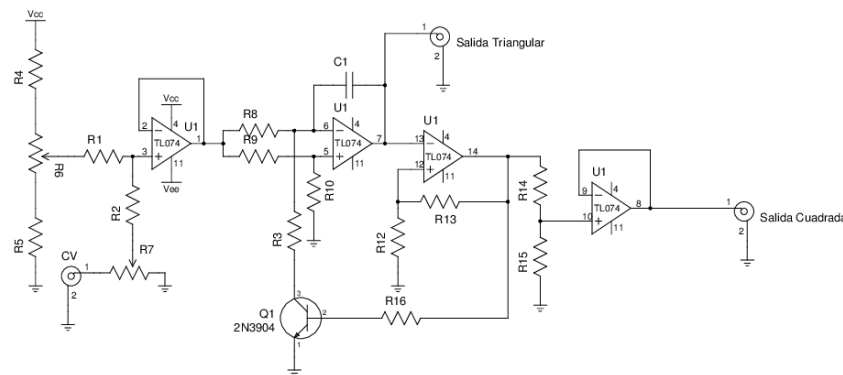 Vcc
R4
R6
R5
R1
R2
R7
CV
1
2
Vcc
2
4
U1
1
TL074
3
11
Vee
R8
R9
R10
R3
C1
U1
6
4
7
TL074
5
11
1
2
Salida Triangular
U1
13
4
14
TL074
12
11
R13
R12
R14
R15
R16
Q1
2N3904
3
2
1
U1
9
4
8
TL074
10
11
1
2
Salida Cuadrada